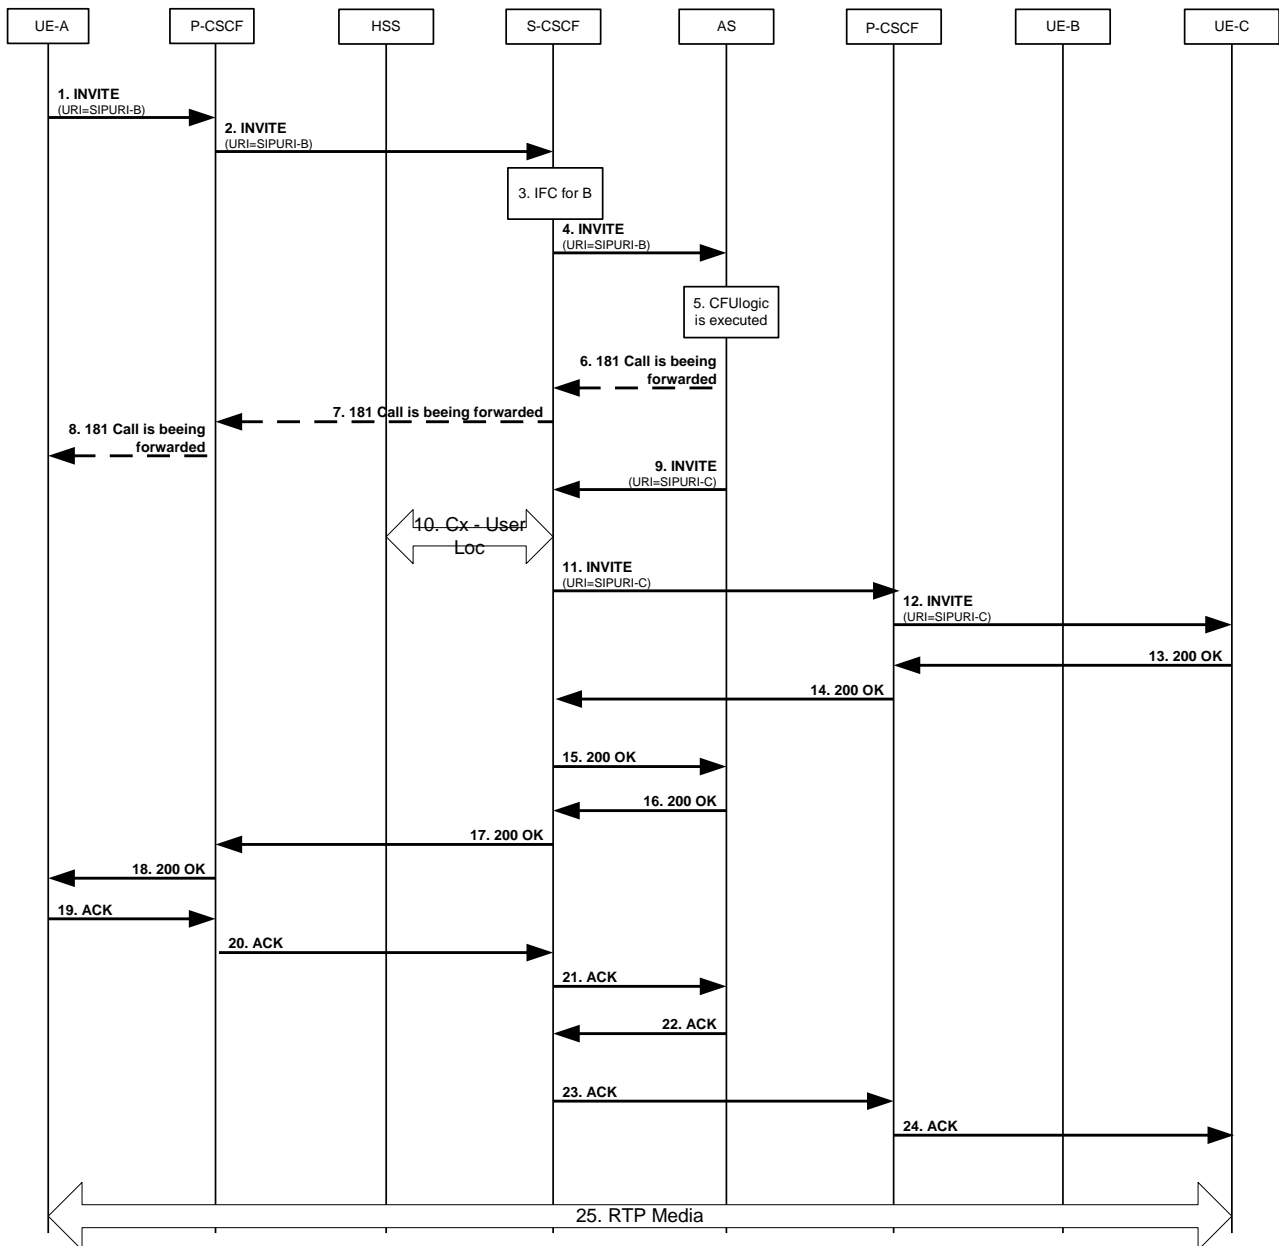 UE-A
P-CSCF
HSS
S-CSCF
AS
P-CSCF
UE-B
UE-C
1. INVITE
(URI=SIPURI-B)
2. INVITE
(URI=SIPURI-B)
3. IFC for B
4. INVITE
(URI=SIPURI-B)
5. CFUlogic
is executed
6. 181 Call is beeing
forwarded
7. 181 Call is beeing forwarded
8. 181 Call is beeing
forwarded
9. INVITE
(URI=SIPURI-C)
10. Cx - User
Loc
11. INVITE
(URI=SIPURI-C)
12. INVITE
(URI=SIPURI-C)
13. 200 OK
14. 200 OK
15. 200 OK
16. 200 OK
17. 200 OK
18. 200 OK
19. ACK
20. ACK
21. ACK
22. ACK
23. ACK
24. ACK
25. RTP Media